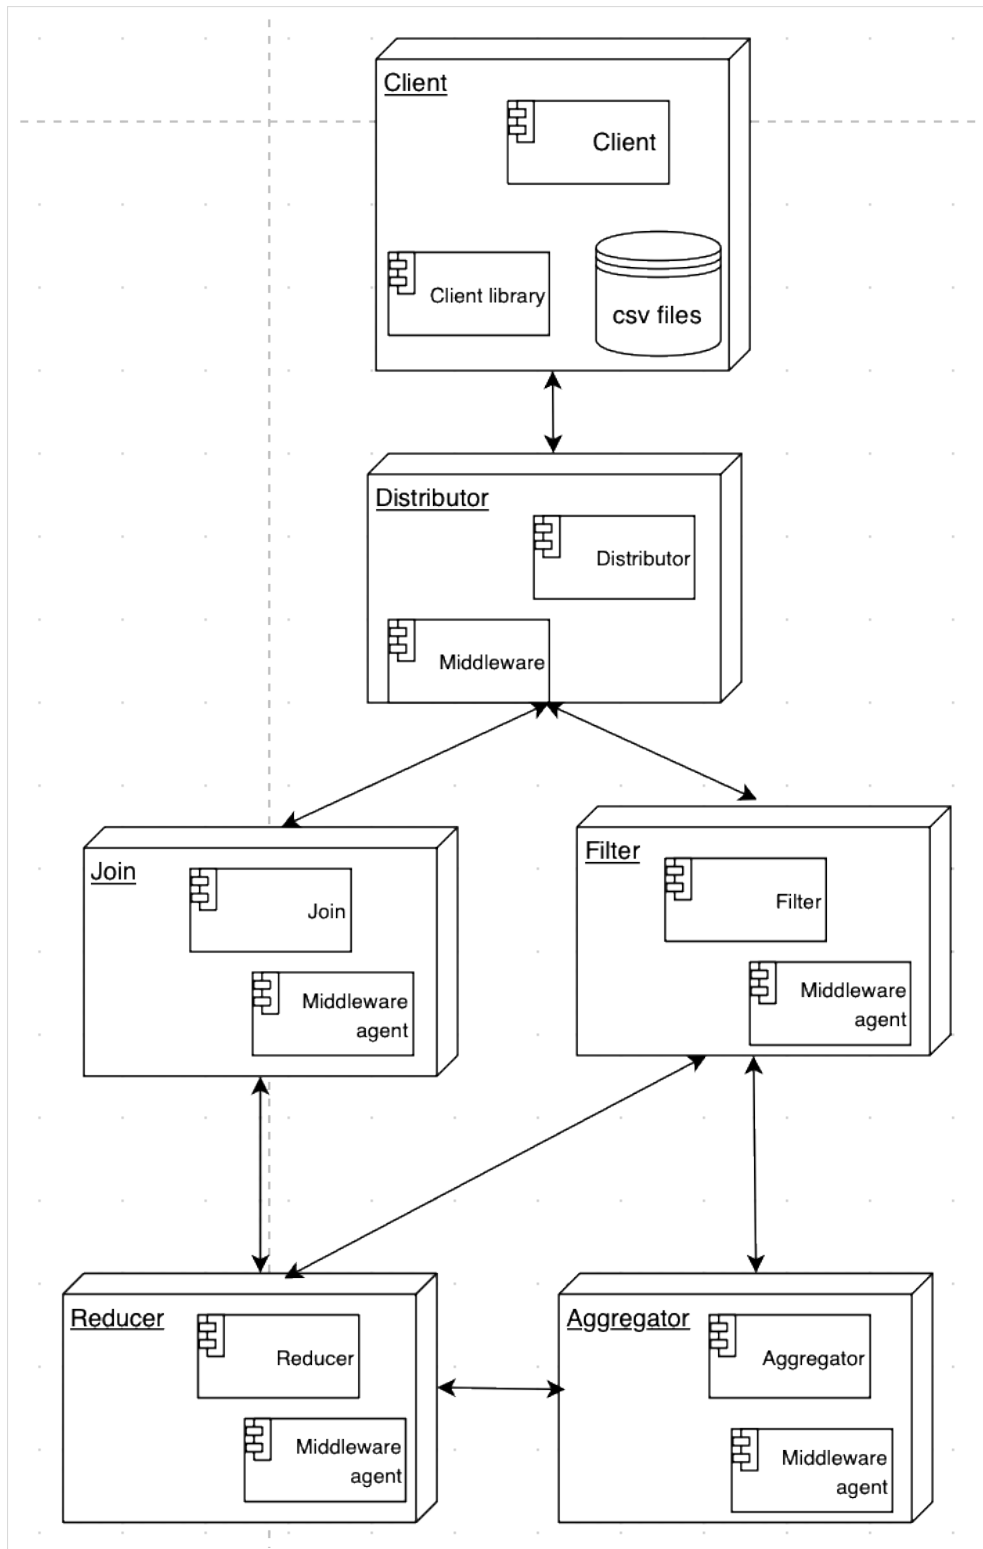 Client
Client
Client library
csv files
Distributor
Distributor
Middleware
Join
Join
Middleware
agent
Filter
Filter
Middleware
agent
Reducer
Reducer
Middleware
agent
Aggregator
Aggregator
Middleware
agent